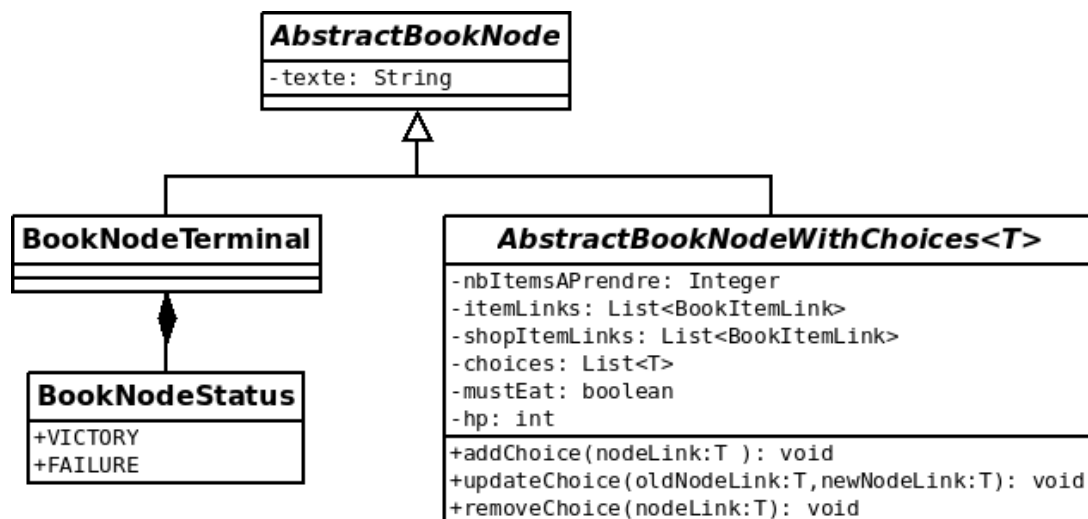 AbstractBookNode
-texte: String
BookNodeTerminal
BookNodeStatus
+VICTORY
+FAILURE
AbstractBookNodeWithChoices<T>
-nbItemsAPrendre: Integer
-itemLinks: List<BookItemLink>
-shopItemLinks: List<BookItemLink>
-choices: List<T>
-mustEat: boolean
-hp: int
+addChoice(nodeLink:T ): void
+updateChoice(oldNodeLink:T,newNodeLink:T): void
+removeChoice(nodeLink:T): void